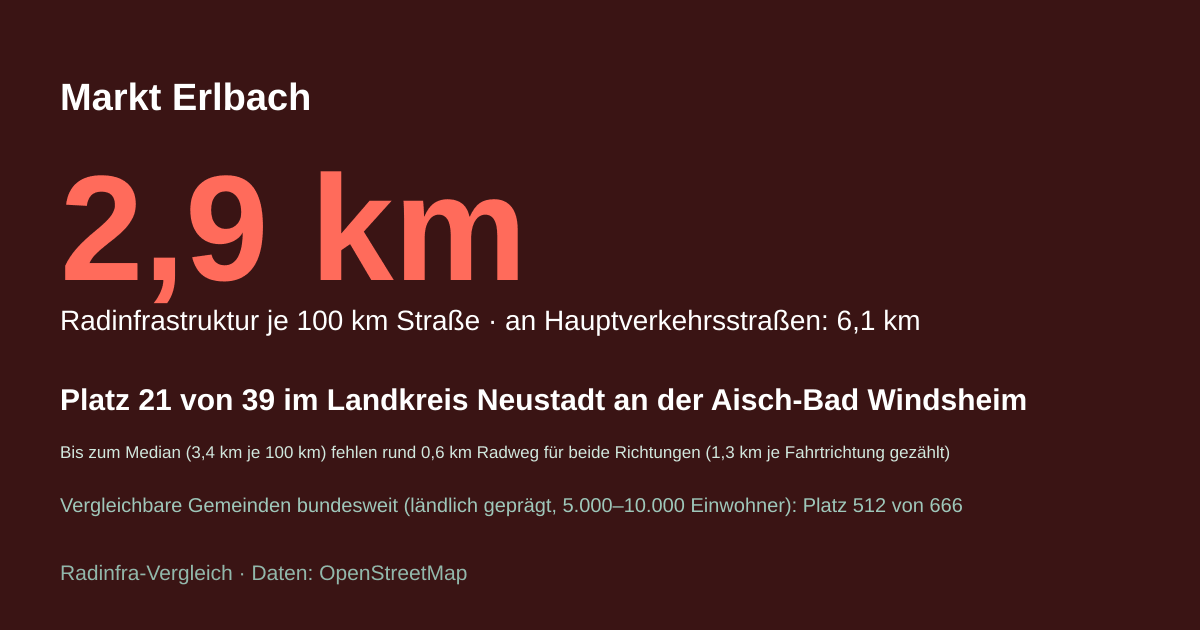 Markt Erlbach
2,9 km
Radinfrastruktur je 100 km Straße · an Hauptverkehrsstraßen: 6,1 km
Platz 21 von 39 im Landkreis Neustadt an der Aisch-Bad Windsheim
Bis zum Median (3,4 km je 100 km) fehlen rund 0,6 km Radweg für beide Richtungen (1,3 km je Fahrtrichtung gezählt)
Vergleichbare Gemeinden bundesweit (ländlich geprägt, 5.000–10.000 Einwohner): Platz 512 von 666
Radinfra-Vergleich · Daten: OpenStreetMap